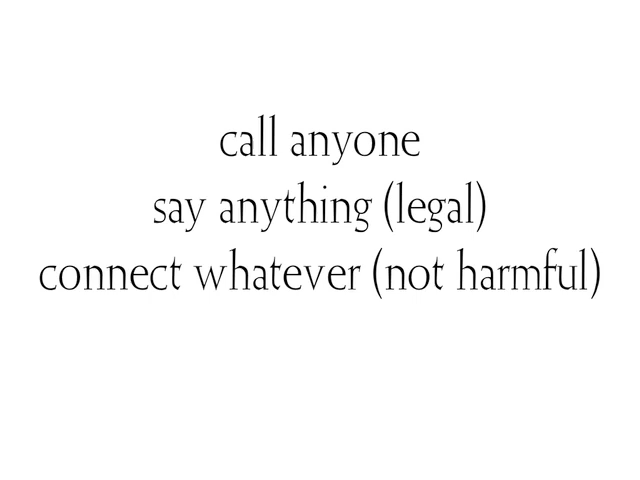 call anyone
say anything (legal)
connect whatever (not harmful)